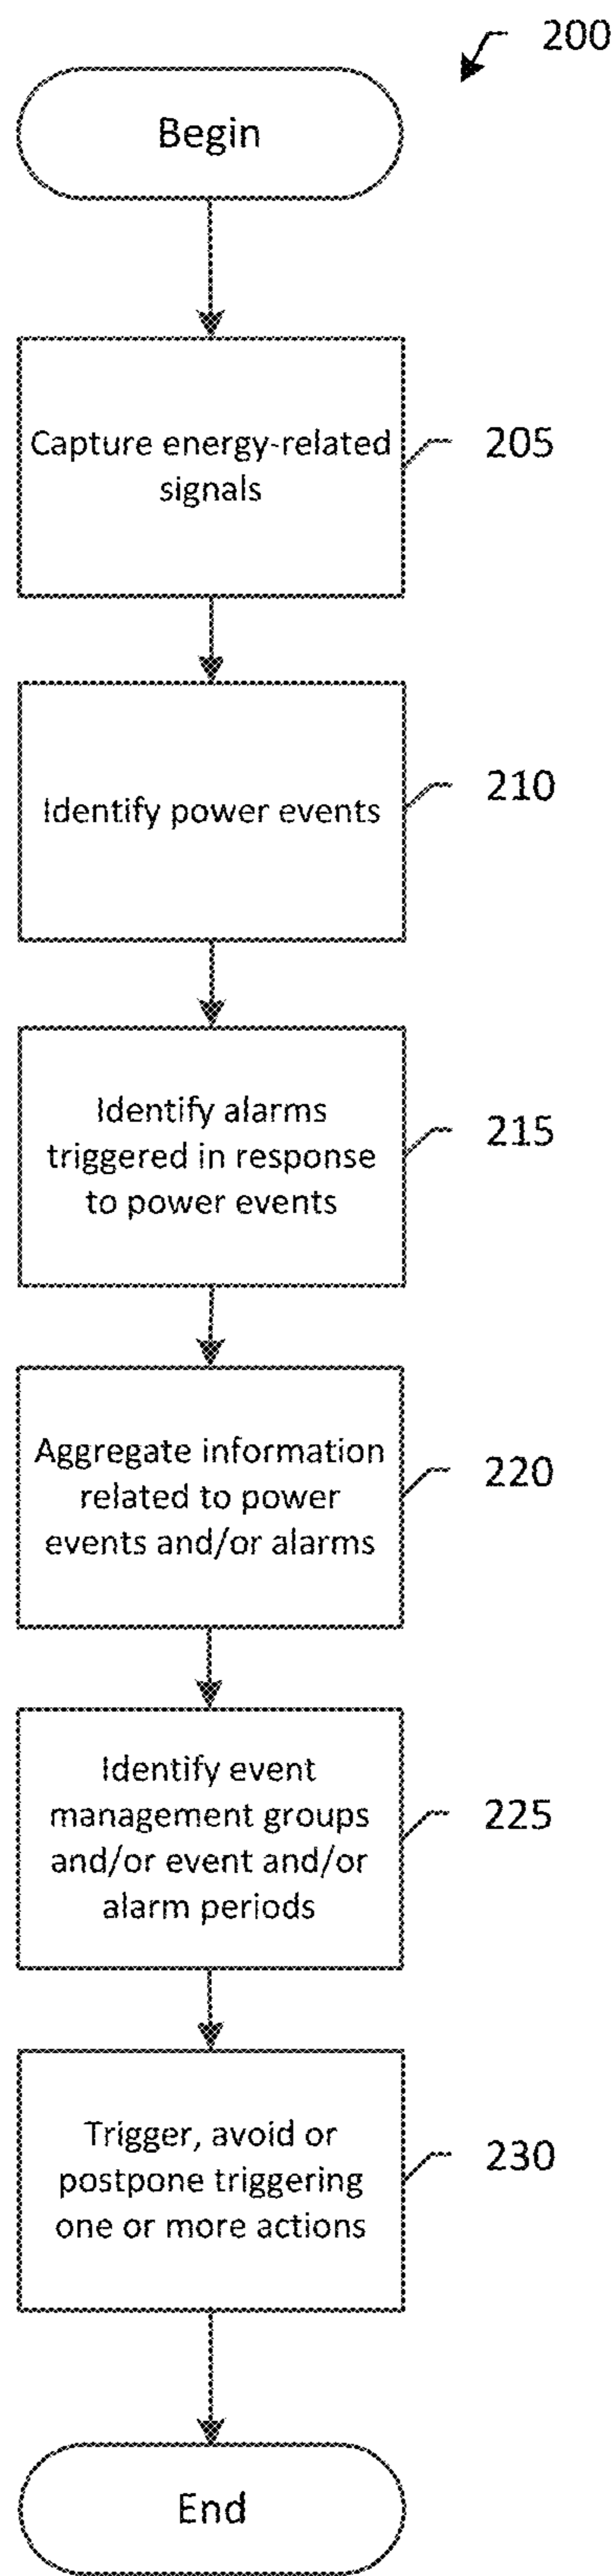 200
Begin
Capture energy-related
signals
205
Identify power events
210
Identify alarms
triggered in response
to power events
215
Aggregate information
related to power
events and/or alarms
220
Identify event
management groups
and/or event and/or
alarm periods
225
Trigger, avoid or
postpone triggering
one or more actions
230
End